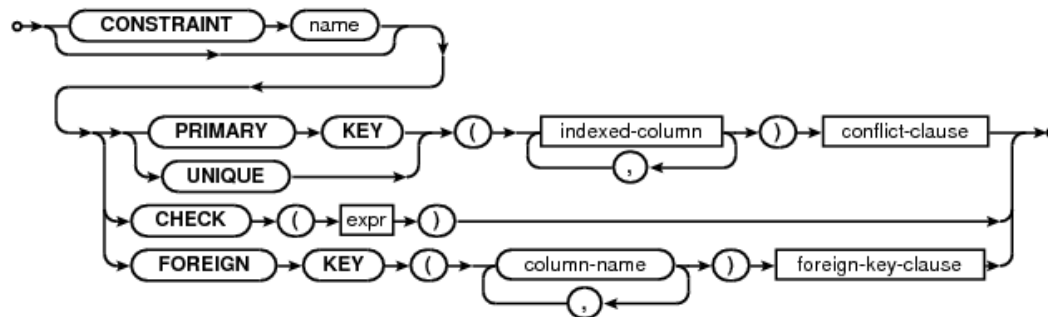 CONSTRAINT name
PRIMARY KEY ( indexed-column ) conflict-clause
,
UNIQUE
CHECK ( expr )
FOREIGN KEY ( column-name ) foreign-key-clause
,